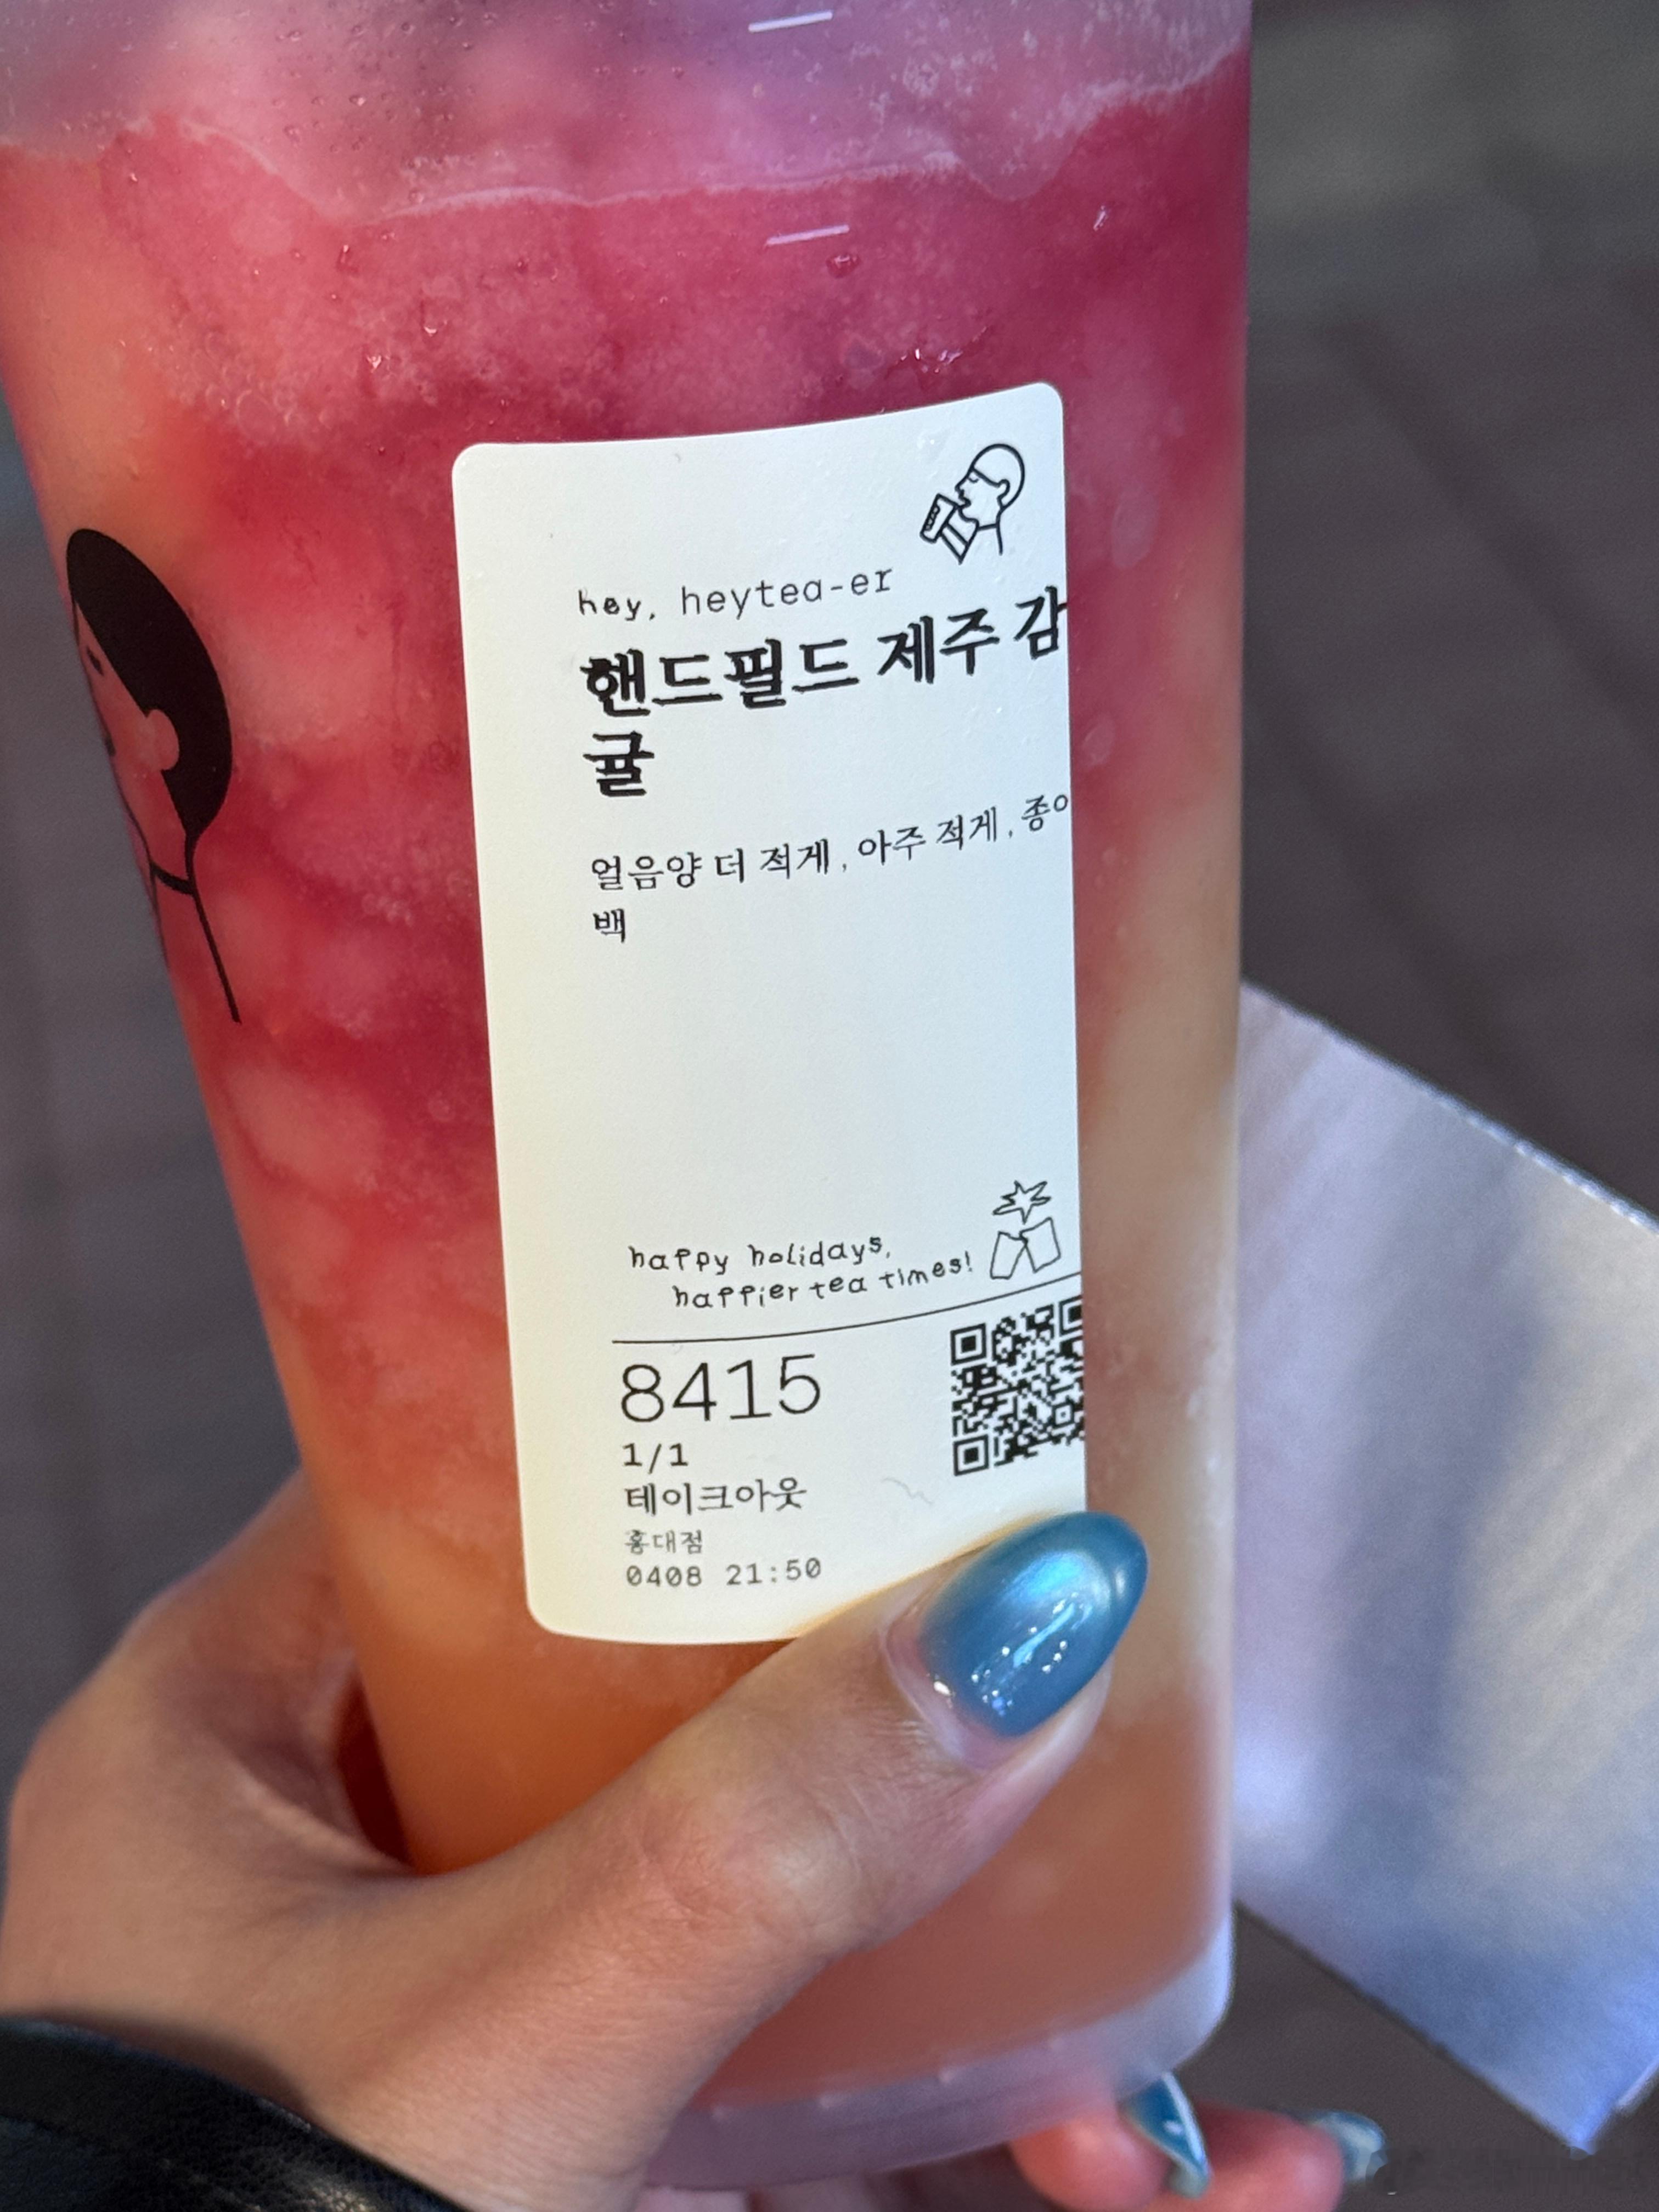 hey, heytea-er
핸드필드 제주 감
귤
얼음양 더 적게, 아주 적게, 종이
백
happy holidays,
happier tea times!
8415
1/1
테이크아웃
홍대점
0408 21:50